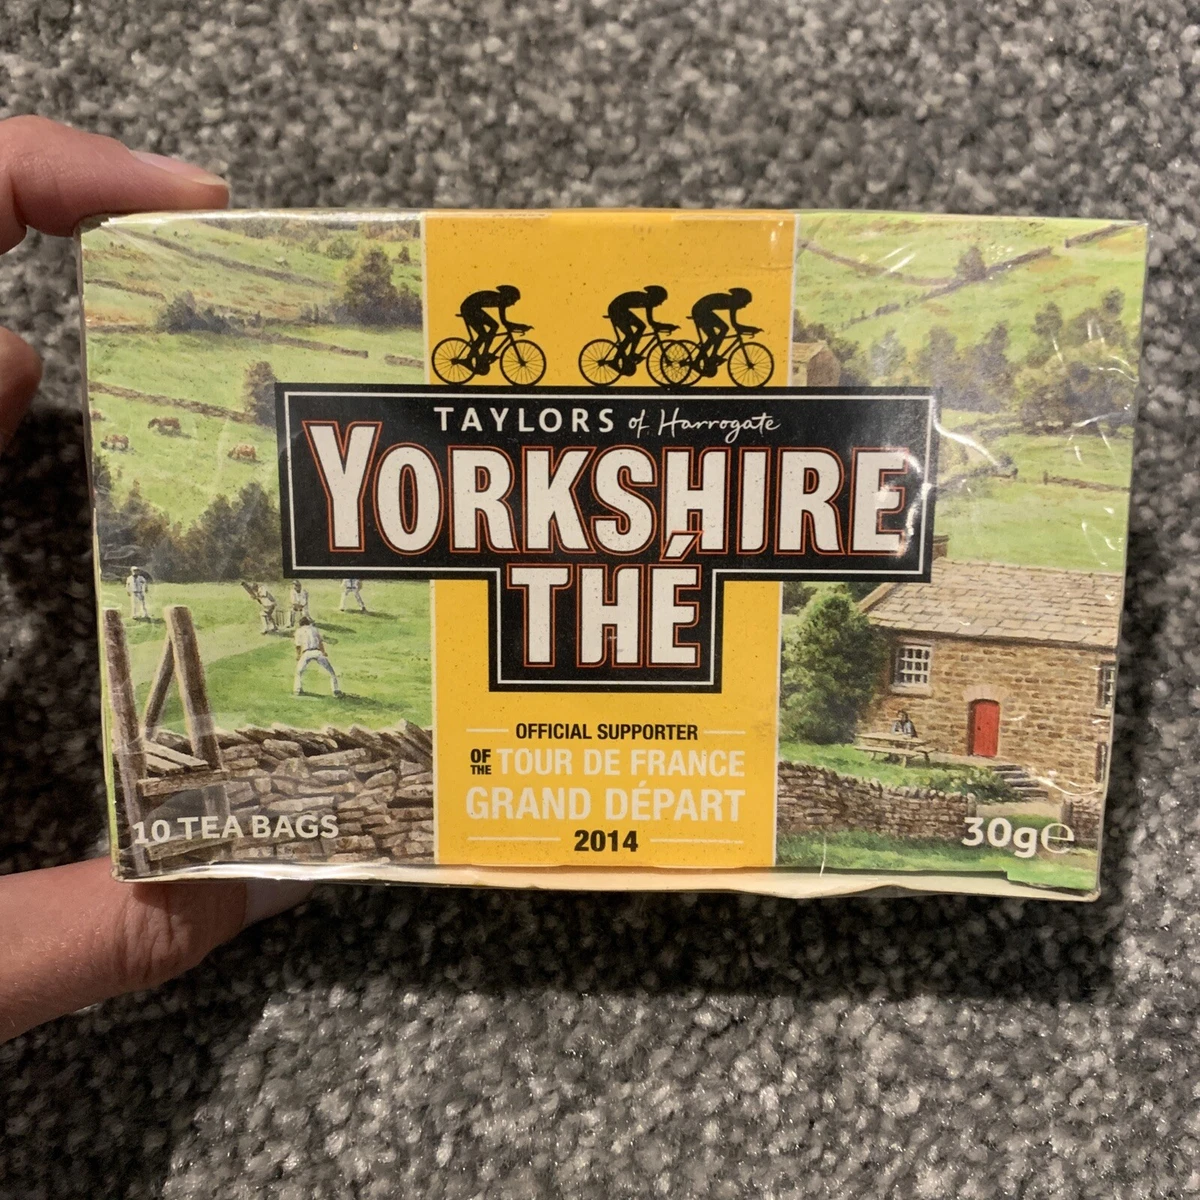 TAYLORS of Harrogate
YORKSHIRE
THÉ
OFFICIAL SUPPORTER
OF THE TOUR DE FRANCE
GRAND DÉPART
2014
10 TEA BAGS
30g℮